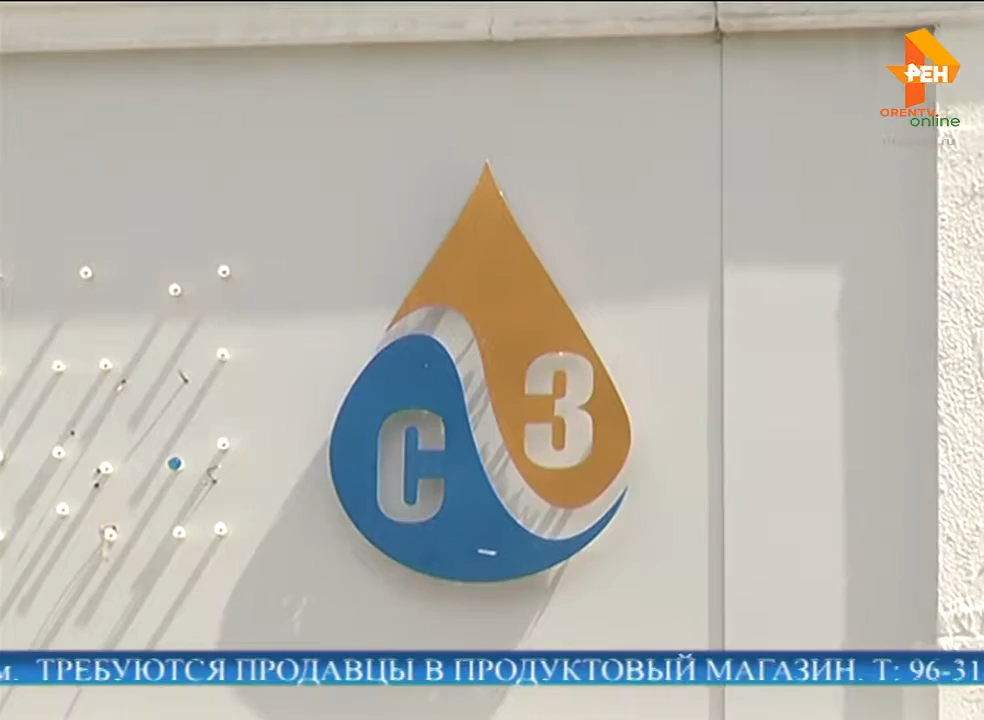 РЕН
ORENTV
online
З
С
м. ТРЕБУЮТСЯ ПРОДАВЦЫ В ПРОДУКТОВЫЙ МАГАЗИН. Т: 96-31